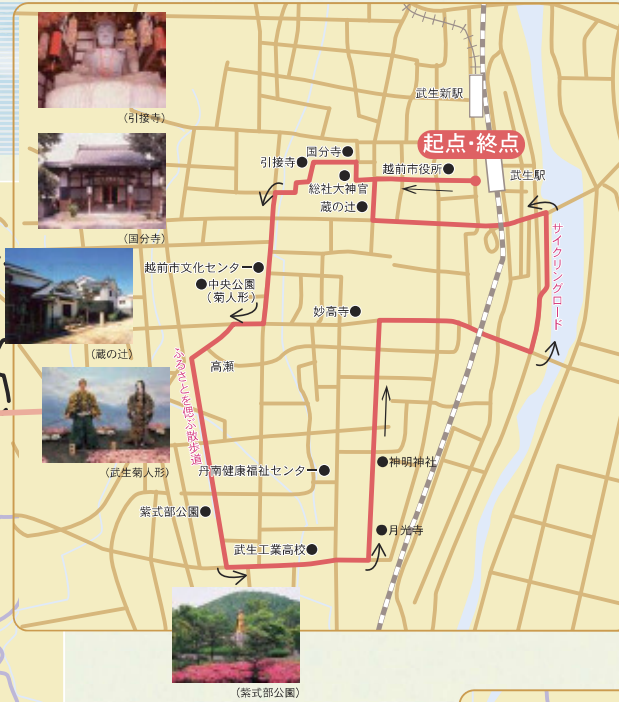 (引接寺)
(国分寺)
(蔵の辻)
(武生菊人形)
(紫式部公園)
武生新駅
起点・終点
武生駅
国分寺
引接寺
越前市役所
総社大神宮
蔵の辻
サイクリングロード
越前市文化センター
中央公園
(菊人形)
妙高寺
高瀬
ふるさとを偲ぶ散歩道
神明神社
丹南健康福祉センター
紫式部公園
月光寺
武生工業高校